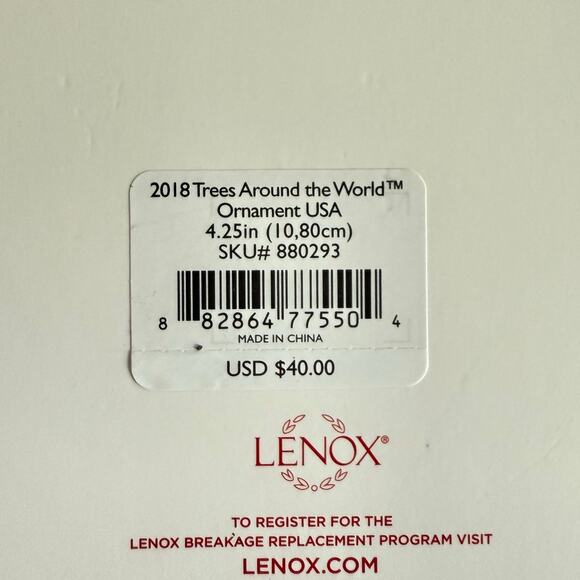 2018 Trees Around the World™
Ornament USA
4.25in (10,80cm)
SKU# 880293
8 82864 77550 4
MADE IN CHINA
USD $40.00
LENOX®
TO REGISTER FOR THE
LENOX BREAKAGE REPLACEMENT PROGRAM VISIT
LENOX.COM